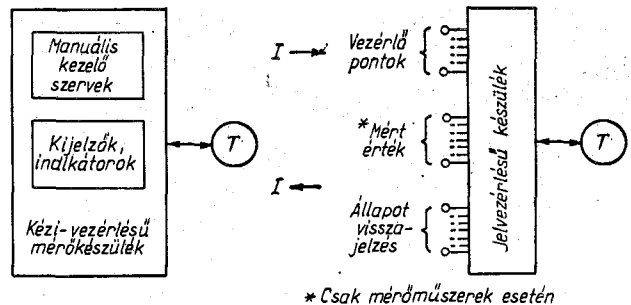 Manuális
kezelő
szervek
Kijelzők,
indikátorok
Kézi-vezérlésű
mérőkészülék
T
I
Vezérlő
pontok
* Mért
érték
I
Állapot
vissza-
jelzés
Jelvezérlésű készülék
T
* Csak mérőműszerek esetén